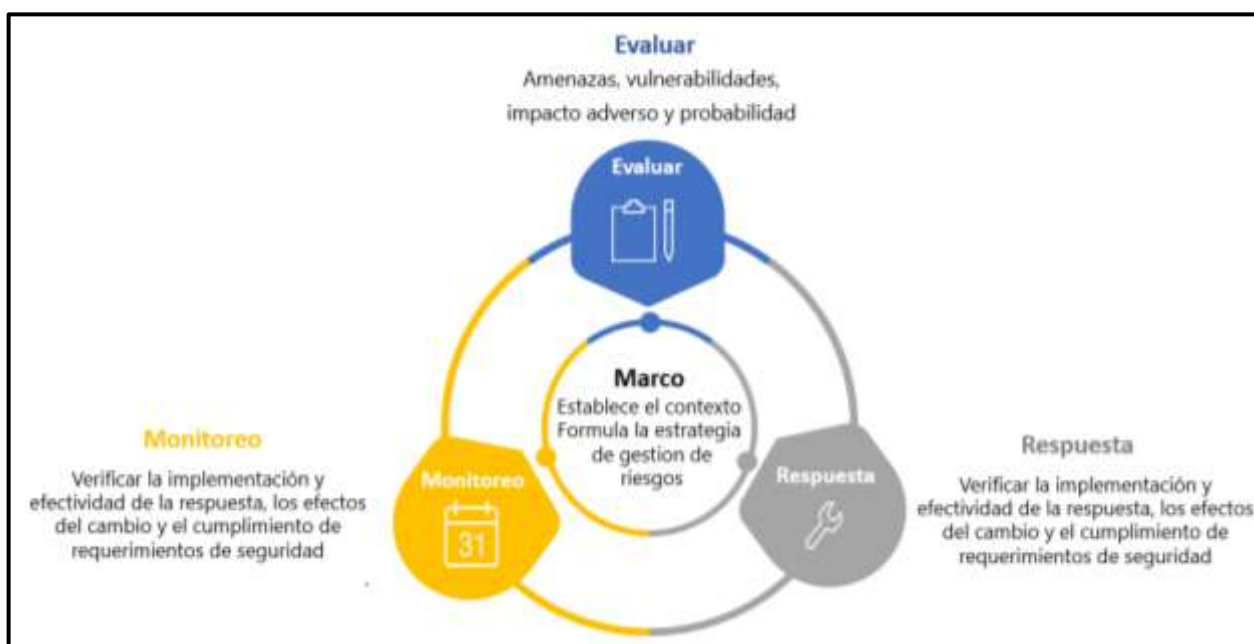 Evaluar
Amenazas, vulnerabilidades,
impacto adverso y probabilidad
Evaluar
Marco
Establece el contexto
Formula la estrategia
de gestion de
riesgos
Monitoreo
Verificar la implementación y
efectividad de la respuesta, los efectos
del cambio y el cumplimiento de
requerimientos de seguridad
Monitoreo
31
Respuesta
Respuesta
Verificar la implementación y
efectividad de la respuesta, los efectos
del cambio y el cumplimiento de
requerimientos de seguridad